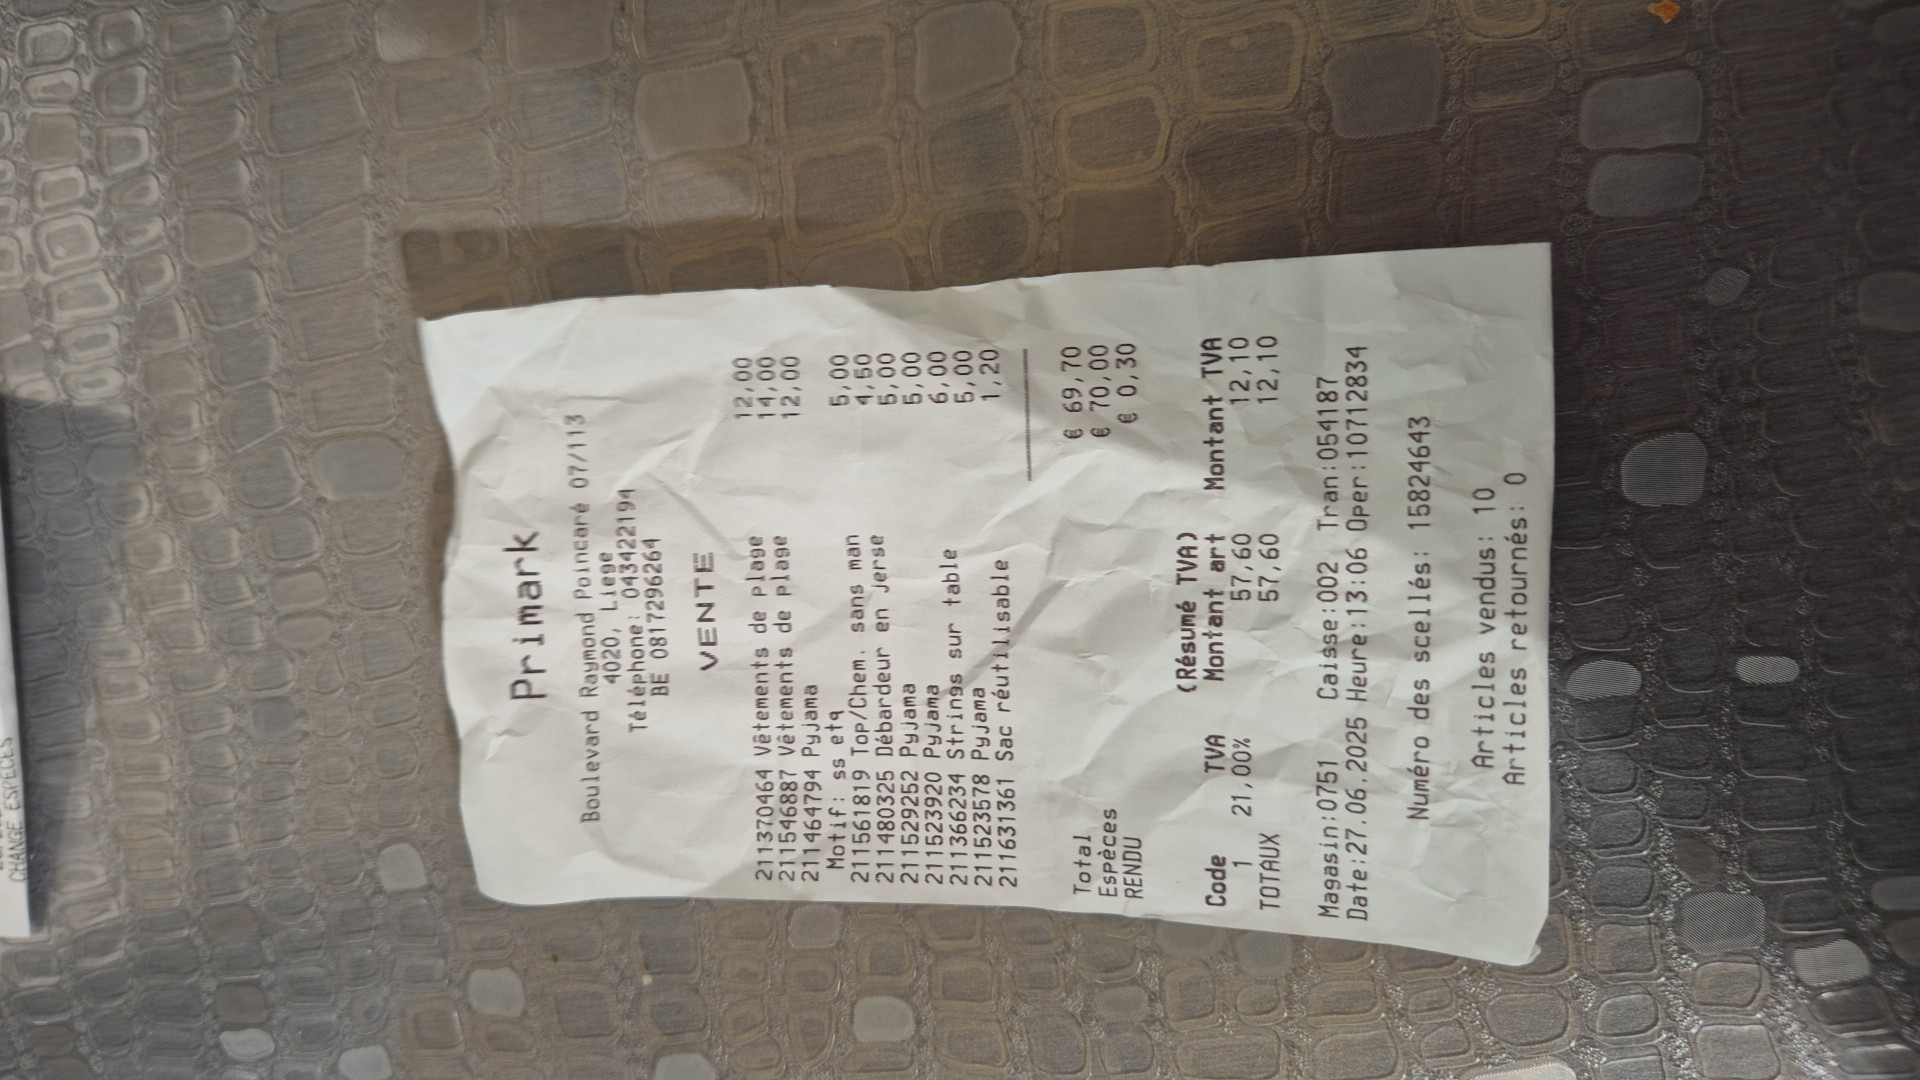 Primark
Boulevard Raymond Poincaré 07/113
4020, Liege
Téléphone: 043422194
BE 0817296264
VENTE
211370464 Vêtements de plage 12,00
211546887 Vêtements de plage 14,00
211464794 Pyjama 12,00
Motif: ss etq
211561819 Top/Chem. sans man 5,00
211480325 Débardeur en jerse 4,50
211529252 Pyjama 5,00
211523920 Pyjama 5,00
211366234 Strings sur table 6,00
211523578 Pyjama 5,00
211631361 Sac réutilisable 1,20
Total € 69,70
Espèces € 70,00
RENDU € 0,30
(Résumé TVA)
Code TVA Montant art Montant TVA
1 21,00% 57,60 12,10
TOTAUX 57,60 12,10
Magasin:0751 Caisse:002 Tran:054187
Date:27.06.2025 Heure:13:06 Oper:10712834
Numéro des scellés: 15824643
Articles vendus: 10
Articles retournés: 0
CHANGE ESPECES